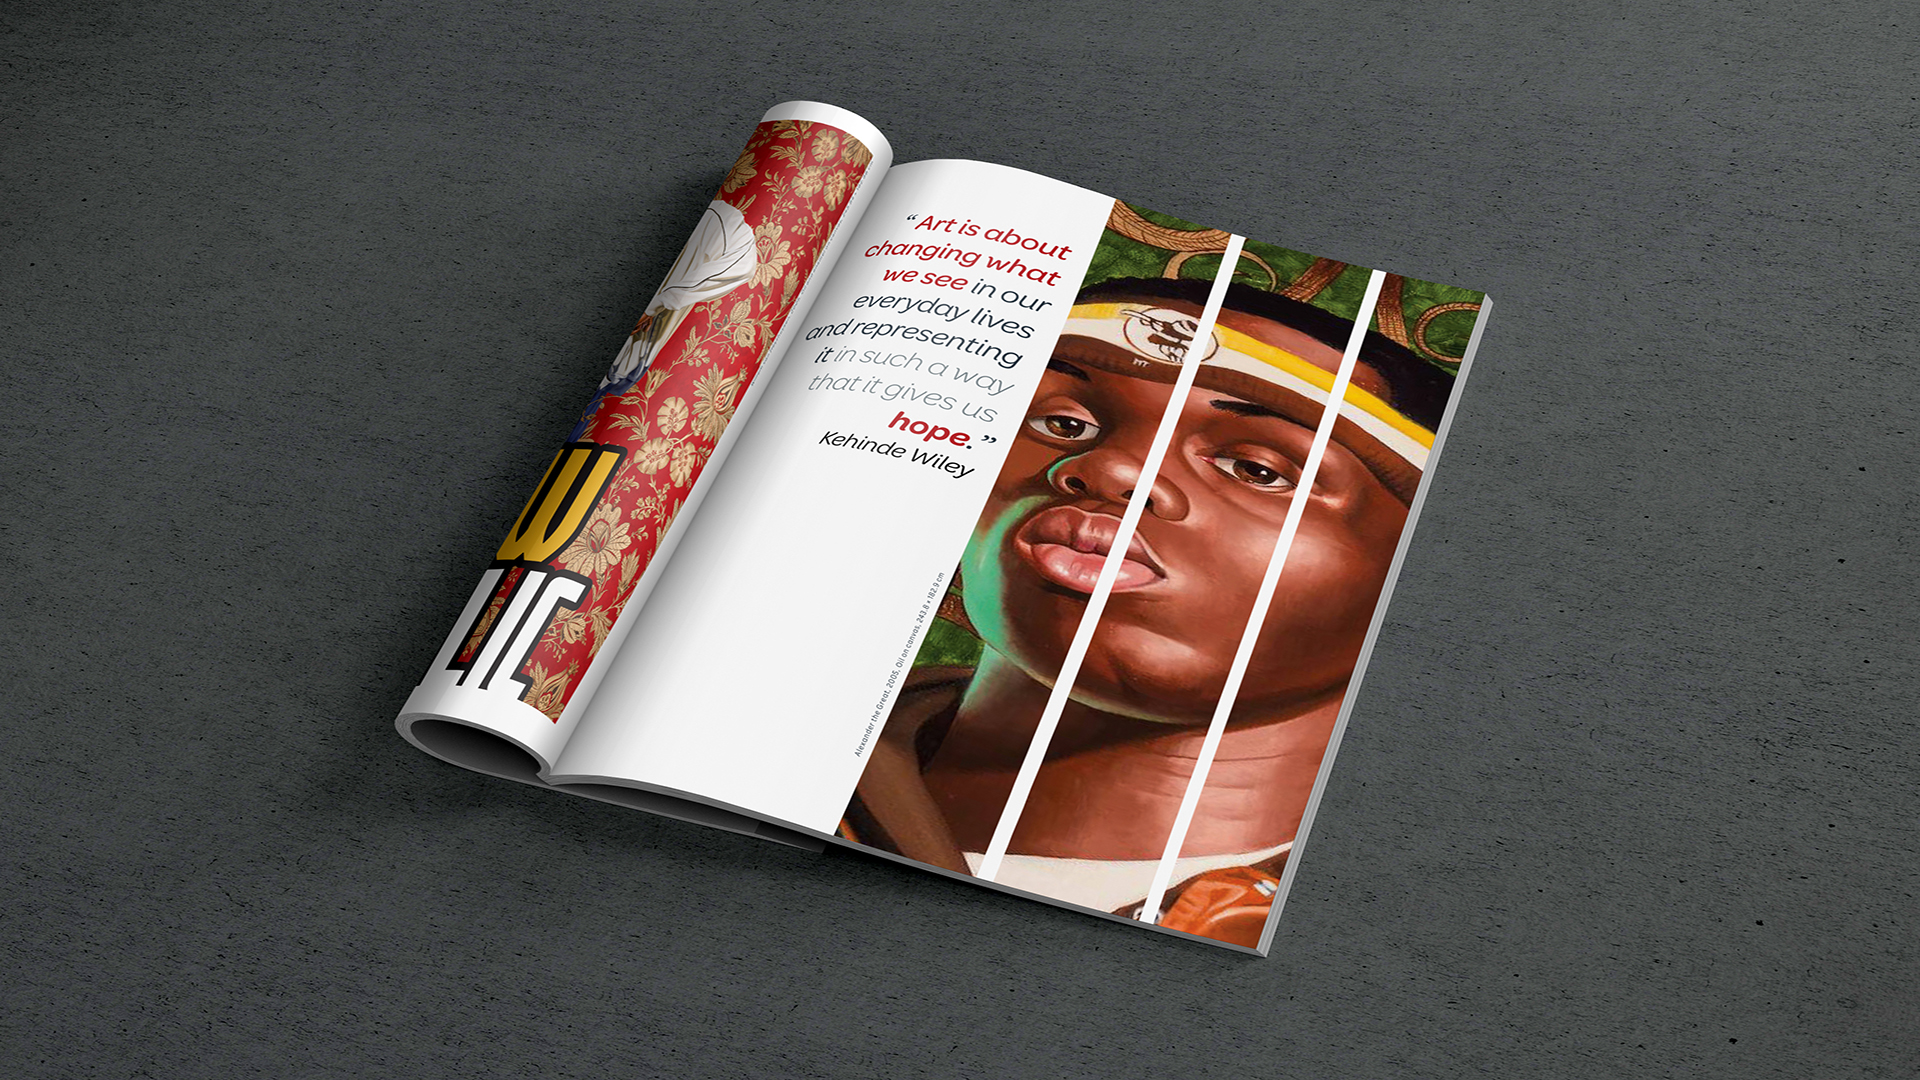 W
LIC
“Art is about
changing what
we see in our
everyday lives
and representing
it in such a way
that it gives us
hope.”
Kehinde Wiley
Alexander the Great, 2005, Oil on canvas, 243.8 x 182.9 cm